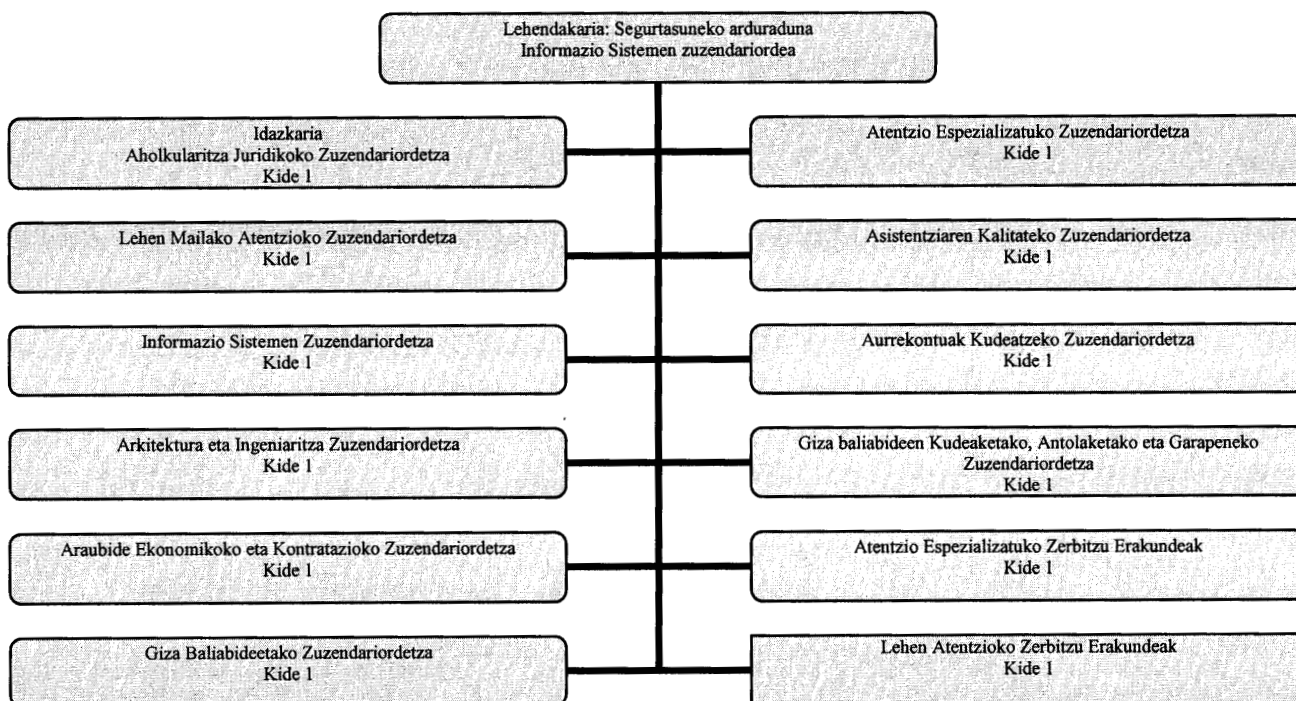 Lehendakaria: Segurtasuneko arduraduna
Informazio Sistemen zuzendariordea
Idazkaria
Aholkularitza Juridikoko Zuzendariordetza
Kide 1
Atentzio Espezializatuko Zuzendariordetza
Kide 1
Lehen Mailako Atentzioko Zuzendariordetza
Kide 1
Asistentziaren Kalitateko Zuzendariordetza
Kide 1
Informazio Sistemen Zuzendariordetza
Kide 1
Aurrekontuak Kudeatzeko Zuzendariordetza
Kide 1
Arkitektura eta Ingeniaritza Zuzendariordetza
Kide 1
Giza baliabideen Kudeaketako, Antolaketako eta Garapeneko
Zuzendariordetza
Kide 1
Araubide Ekonomikoko eta Kontratazioko Zuzendariordetza
Kide 1
Atentzio Espezializatuko Zerbitzu Erakundeak
Kide 1
Giza Baliabideetako Zuzendariordetza
Kide 1
Lehen Atentzioko Zerbitzu Erakundeak
Kide 1